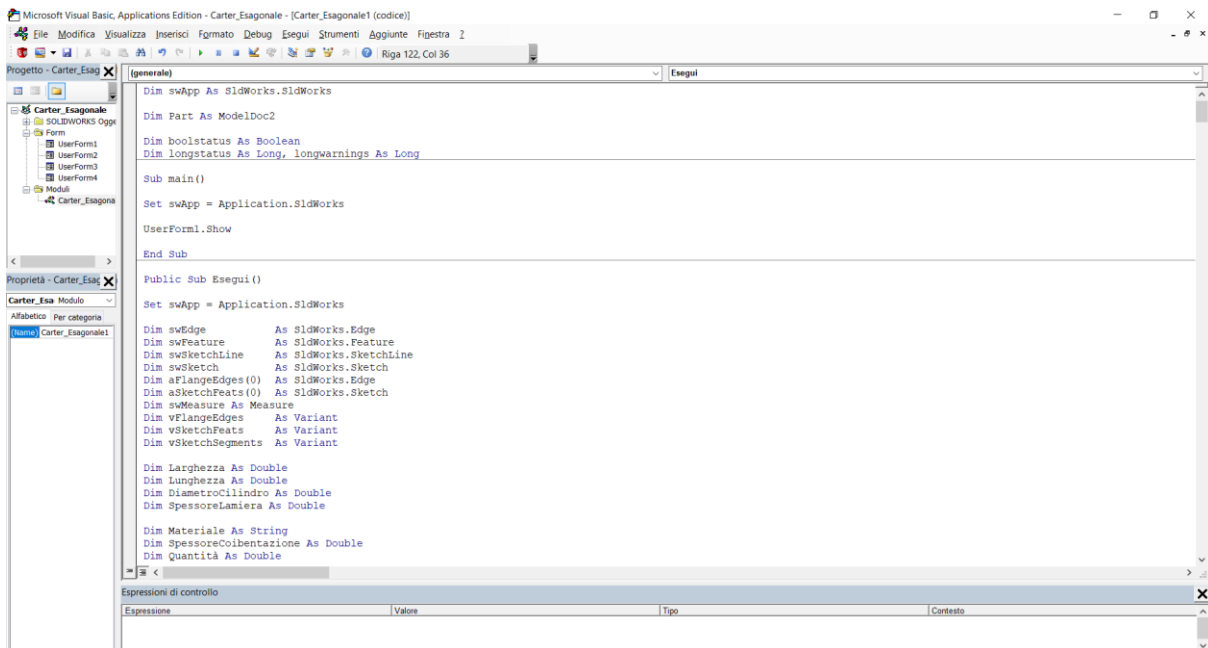 Microsoft Visual Basic, Applications Edition - Carter_Esagonale - [Carter_Esagonale1 (codice)]
File Modifica Visualizza Inserisci Formato Debug Esegui Strumenti Aggiunte Finestra ?
Riga 122, Col 36
Progetto - Carter_Esag
(generale)
Esegui
Carter_Esagonale
SOLIDWORKS Ogge
Form
UserForm1
UserForm2
UserForm3
UserForm4
Moduli
Carter_Esagona
Proprietà - Carter_Esag
Carter_Esa Modulo
Alfabetico Per categoria
(Name) Carter_Esagonale1
Dim swApp As SldWorks.SldWorks
Dim Part As ModelDoc2
Dim boolstatus As Boolean
Dim longstatus As Long, longwarnings As Long
Sub main()
Set swApp = Application.SldWorks
UserForm1.Show
End Sub
Public Sub Esegui()
Set swApp = Application.SldWorks
Dim swEdge As SldWorks.Edge
Dim swFeature As SldWorks.Feature
Dim swSketchLine As SldWorks.SketchLine
Dim swSketch As SldWorks.Sketch
Dim aFlangeEdges(0) As SldWorks.Edge
Dim aSketchFeats(0) As SldWorks.Sketch
Dim swMeasure As Measure
Dim vFlangeEdges As Variant
Dim vSketchFeats As Variant
Dim vSketchSegments As Variant
Dim Larghezza As Double
Dim Lunghezza As Double
Dim DiametroCilindro As Double
Dim SpessoreLamiera As Double
Dim Materiale As String
Dim SpessoreCoibentazione As Double
Dim Quantità As Double
Espressioni di controllo
Espressione Valore Tipo Contesto